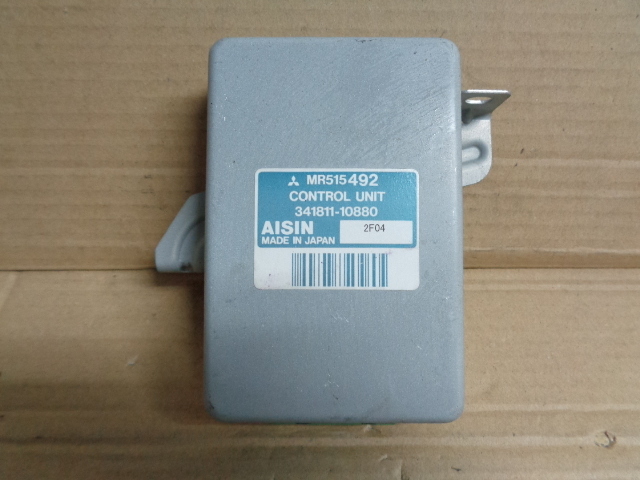 MR515492
CONTROL UNIT
341811-10880
AISIN 2F04
MADE IN JAPAN